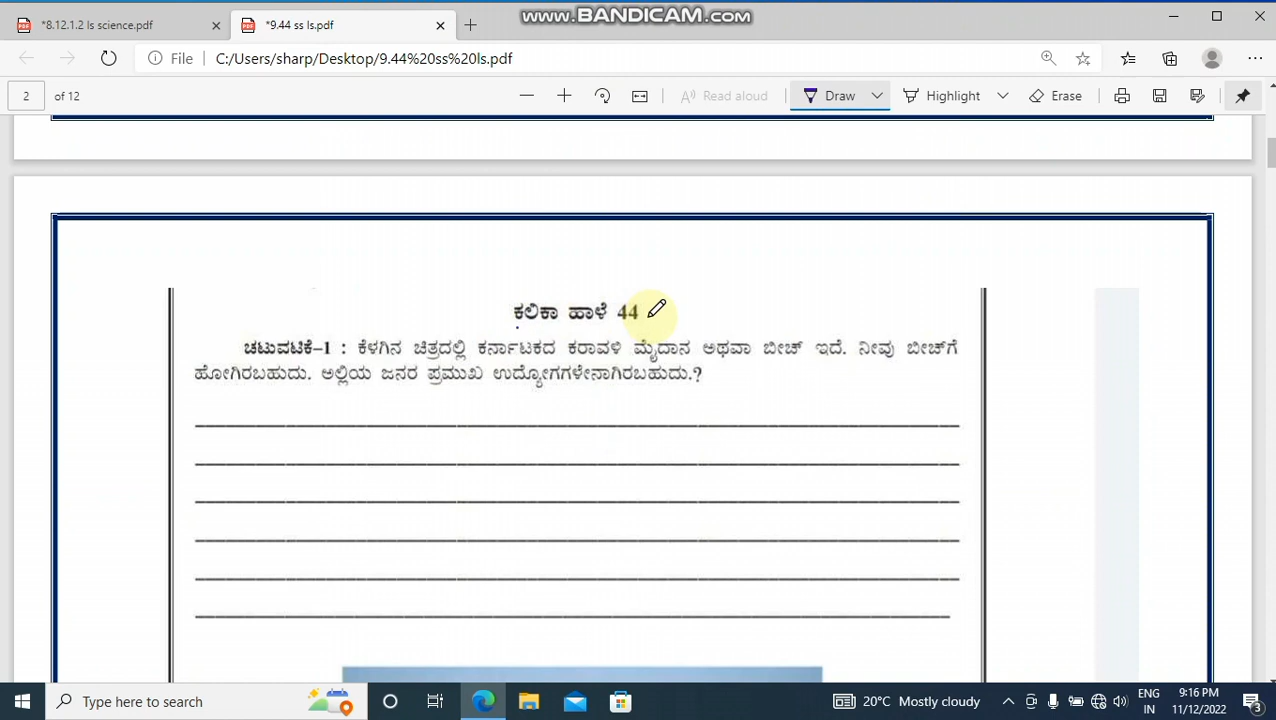 www.BANDICAM.com
*8.12.1.2 ls science.pdf
*9.44 ss ls.pdf
File C:/Users/sharp/Desktop/9.44%20ss%20ls.pdf
2 of 12 Read aloud Draw Highlight Erase
ಕಲಿಕಾ ಹಾಳೆ 44
ಚಟುವಟಿಕೆ–1 : ಕೆಳಗಿನ ಚಿತ್ರದಲ್ಲಿ ಕರ್ನಾಟಕದ ಕರಾವಳಿ ಮೈದಾನ ಅಥವಾ ಬೀಚ್ ಇದೆ. ನೀವು ಬೀಚ್‌ಗೆ
ಹೋಗಿರಬಹುದು. ಅಲ್ಲಿಯ ಜನರ ಪ್ರಮುಖ ಉದ್ಯೋಗಗಳೇನಾಗಿರಬಹುದು.?
Type here to search
20°C Mostly cloudy
ENG
IN
9:16 PM
11/12/2022
3